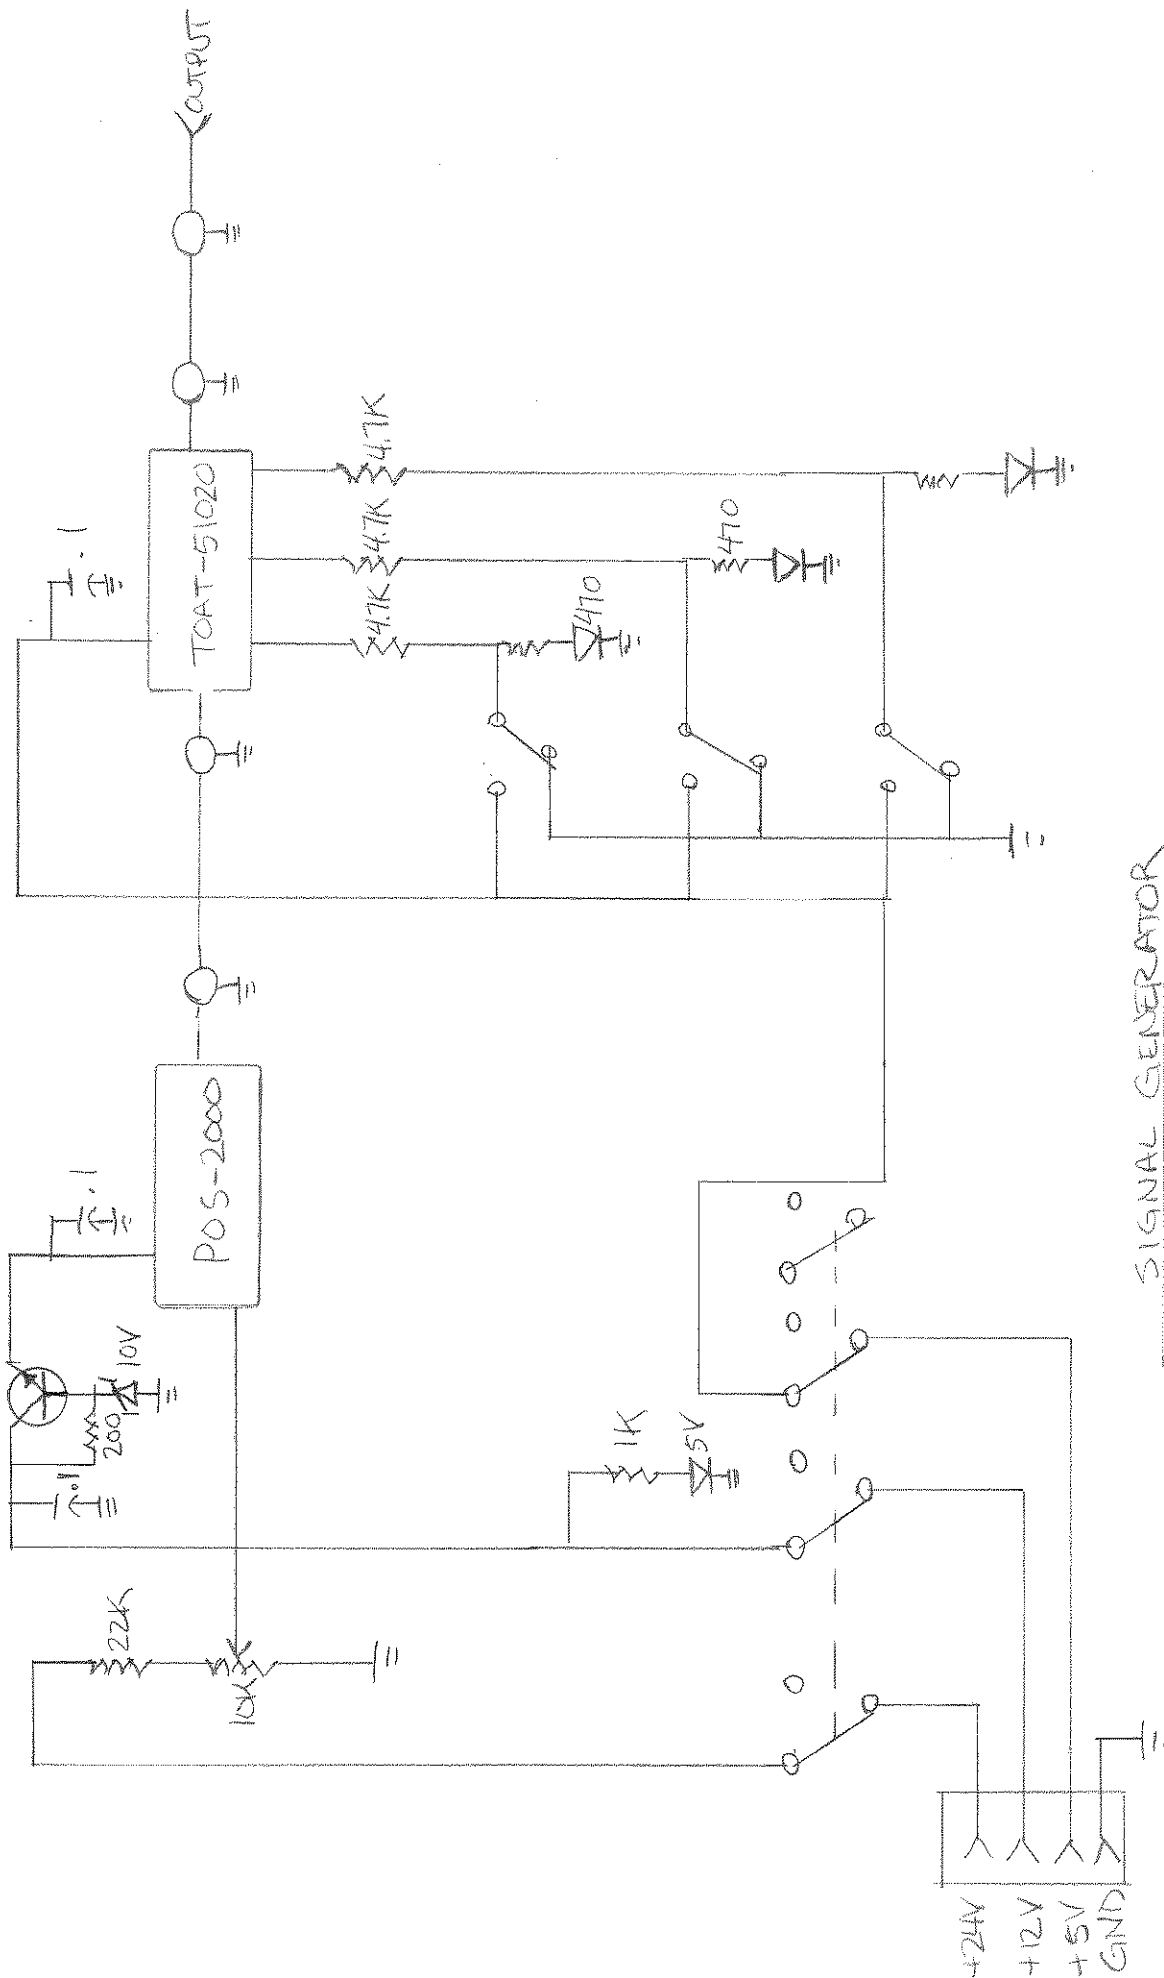 OUTPUT
.1
TOAT-51020
4.7K
4.7K
4.7K
470
470
.1
POS-2000
10V
200
.1
22K
10K
1K
5V
+24V
+12V
+5V
GND
SIGNAL GENERATOR